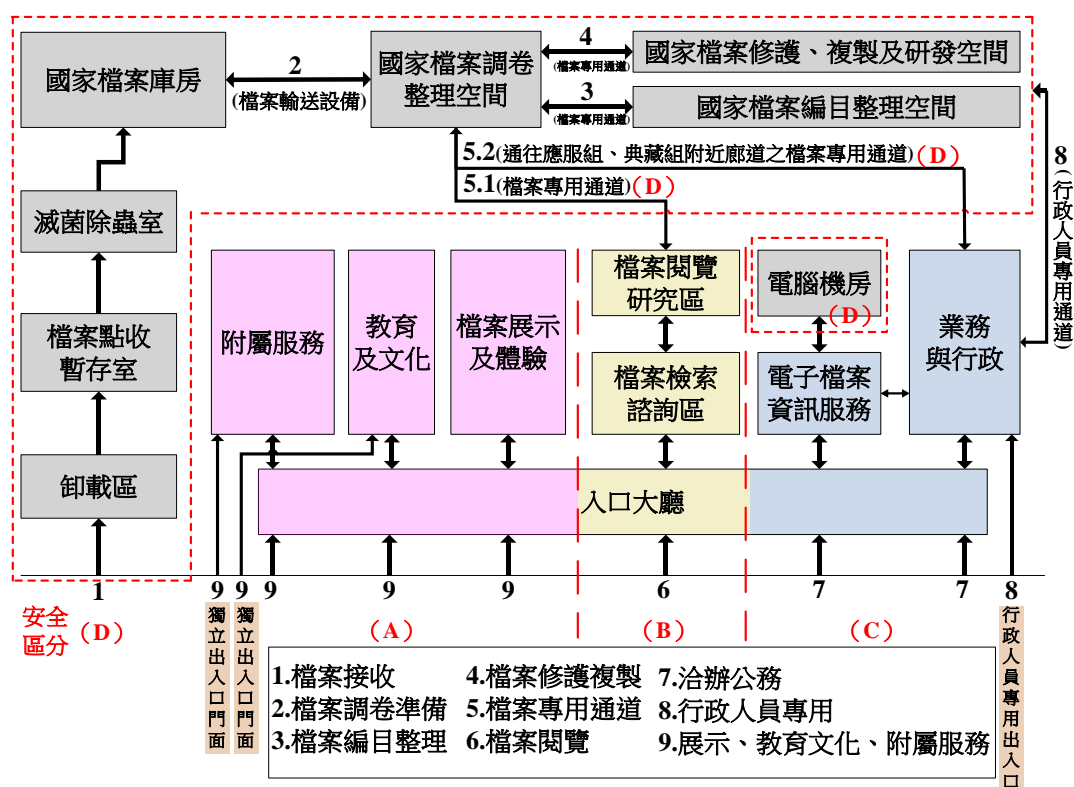 國家檔案庫房
2
(檔案輸送設備)
國家檔案調卷
整理空間
4
(檔案專用通道)
國家檔案修護、複製及研發空間
3
(檔案專用通道)
國家檔案編目整理空間
5.2(通往應服組、典藏組附近廊道之檔案專用通道)(D)
5.1(檔案專用通道)(D)
8(行政人員專用通道)
滅菌除蟲室
檔案點收
暫存室
卸載區
附屬服務
教育
及文化
檔案展示
及體驗
檔案閱覽
研究區
檔案檢索
諮詢區
電腦機房
(D)
電子檔案
資訊服務
業務
與行政
入口大廳
1
9
9
9
9
9
6
7
7
8
安全
區分
(D)
獨立出入口門面
獨立出入口門面
(A)
(B)
(C)
行政人員專用出入口
1.檔案接收
4.檔案修護複製
7.洽辦公務
2.檔案調卷準備
5.檔案專用通道
8.行政人員專用
3.檔案編目整理
6.檔案閱覽
9.展示、教育文化、附屬服務